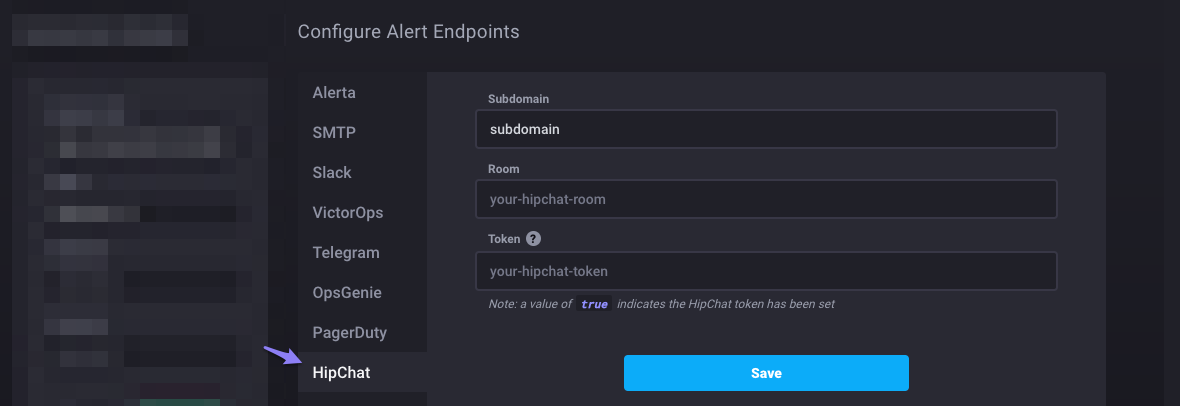 Configure Alert Endpoints
Alerta
SMTP
Slack
VictorOps
Telegram
OpsGenie
PagerDuty
HipChat
Subdomain
subdomain
Room
your-hipchat-room
Token ?
your-hipchat-token
Note: a value of true indicates the HipChat token has been set
Save